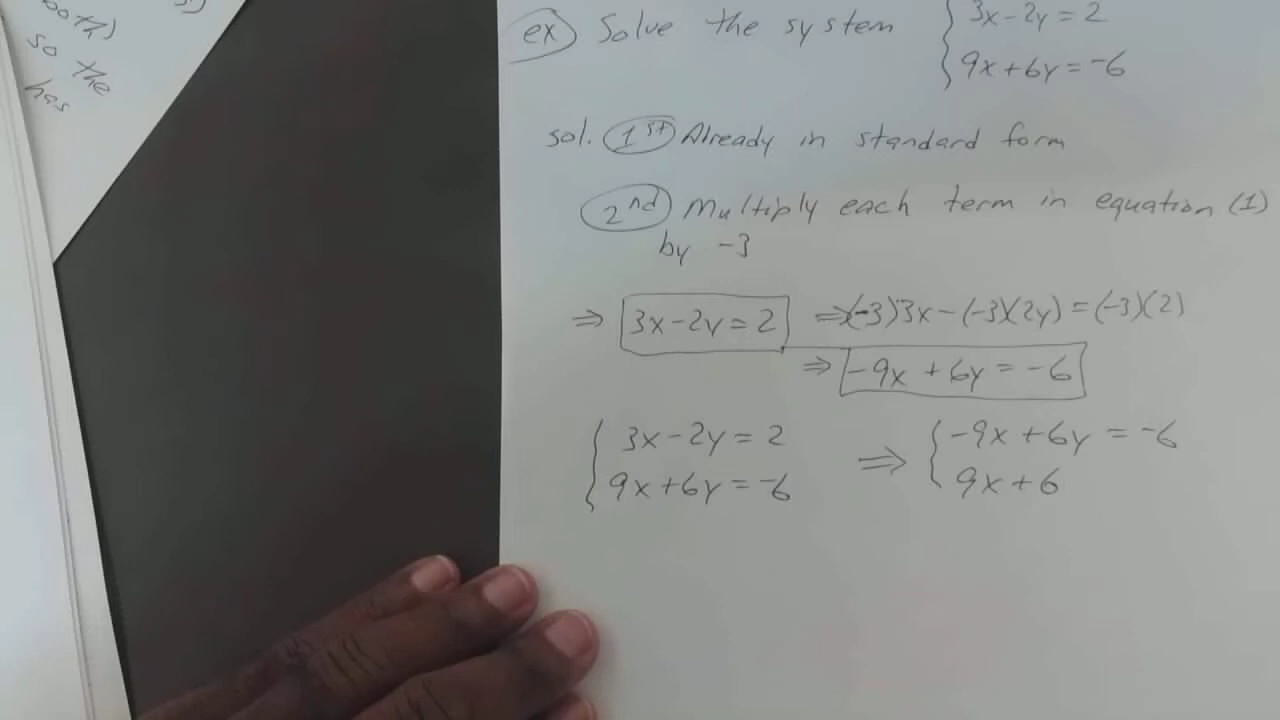 both)
so the
has
ex Solve the system { 3x-2y=2
9x+6y=-6
sol. 1st Already in standard form
2nd Multiply each term in equation (1)
by -3
⇒ 3x-2y=2 ⇒(-3)3x-(-3)(2y)=(-3)(2)
⇒ -9x+6y=-6
{ 3x-2y=2 ⇒ { -9x+6y=-6
9x+6y=-6 9x+6